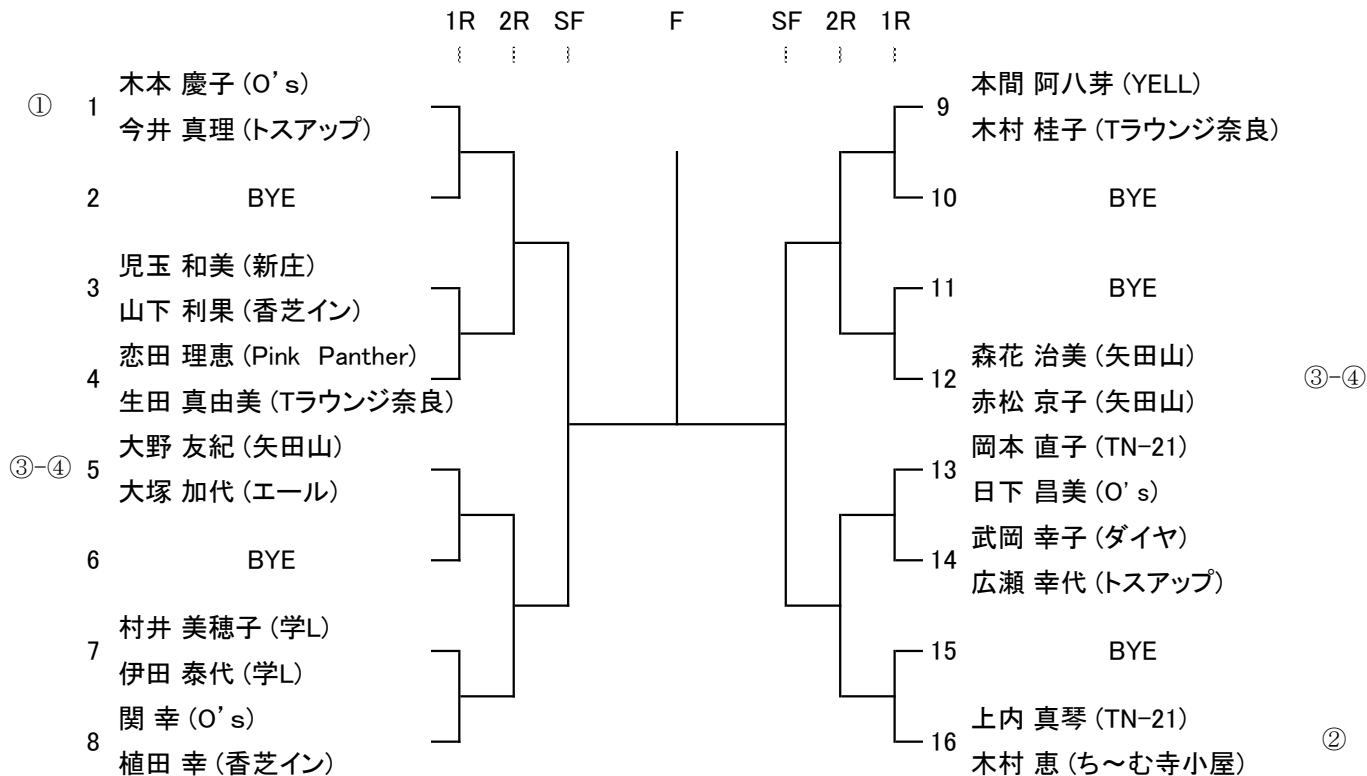 1R 2R SF F SF 2R 1R
① 1 木本 慶子 (O's)
今井 真理 (トスアップ)
2 BYE
3 児玉 和美 (新庄)
山下 利果 (香芝イン)
4 恋田 理恵 (Pink Panther)
生田 真由美 (Tラウンジ奈良)
③-④ 5 大野 友紀 (矢田山)
大塚 加代 (エール)
6 BYE
7 村井 美穂子 (学L)
伊田 泰代 (学L)
8 関 幸 (O's)
植田 幸 (香芝イン)
9 本間 阿八芽 (YELL)
木村 桂子 (Tラウンジ奈良)
10 BYE
11 BYE
12 森花 治美 (矢田山) ③-④
赤松 京子 (矢田山)
13 岡本 直子 (TN-21)
日下 昌美 (O's)
14 武岡 幸子 (ダイヤ)
広瀬 幸代 (トスアップ)
15 BYE
16 上内 真琴 (TN-21) ②
木村 恵 (ち～む寺小屋)